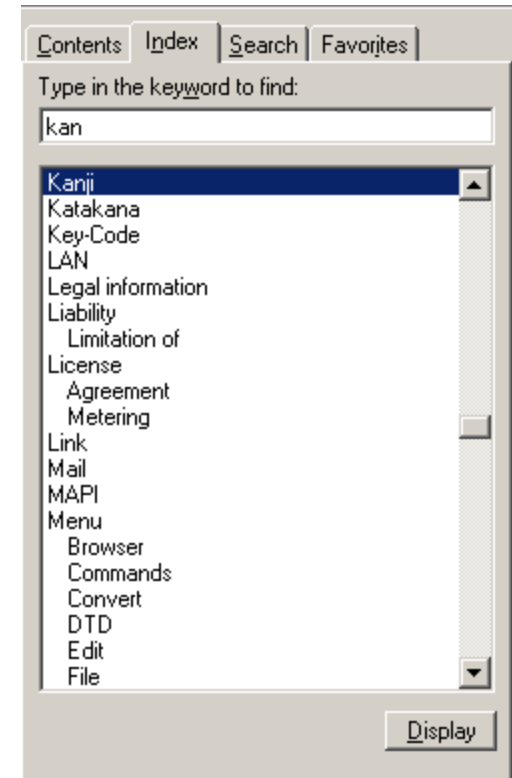 Contents Index Search Favorites
Type in the keyword to find:
kan
Kanji
Katakana
Key-Code
LAN
Legal information
Liability
Limitation of
License
Agreement
Metering
Link
Mail
MAPI
Menu
Browser
Commands
Convert
DTD
Edit
File
Display